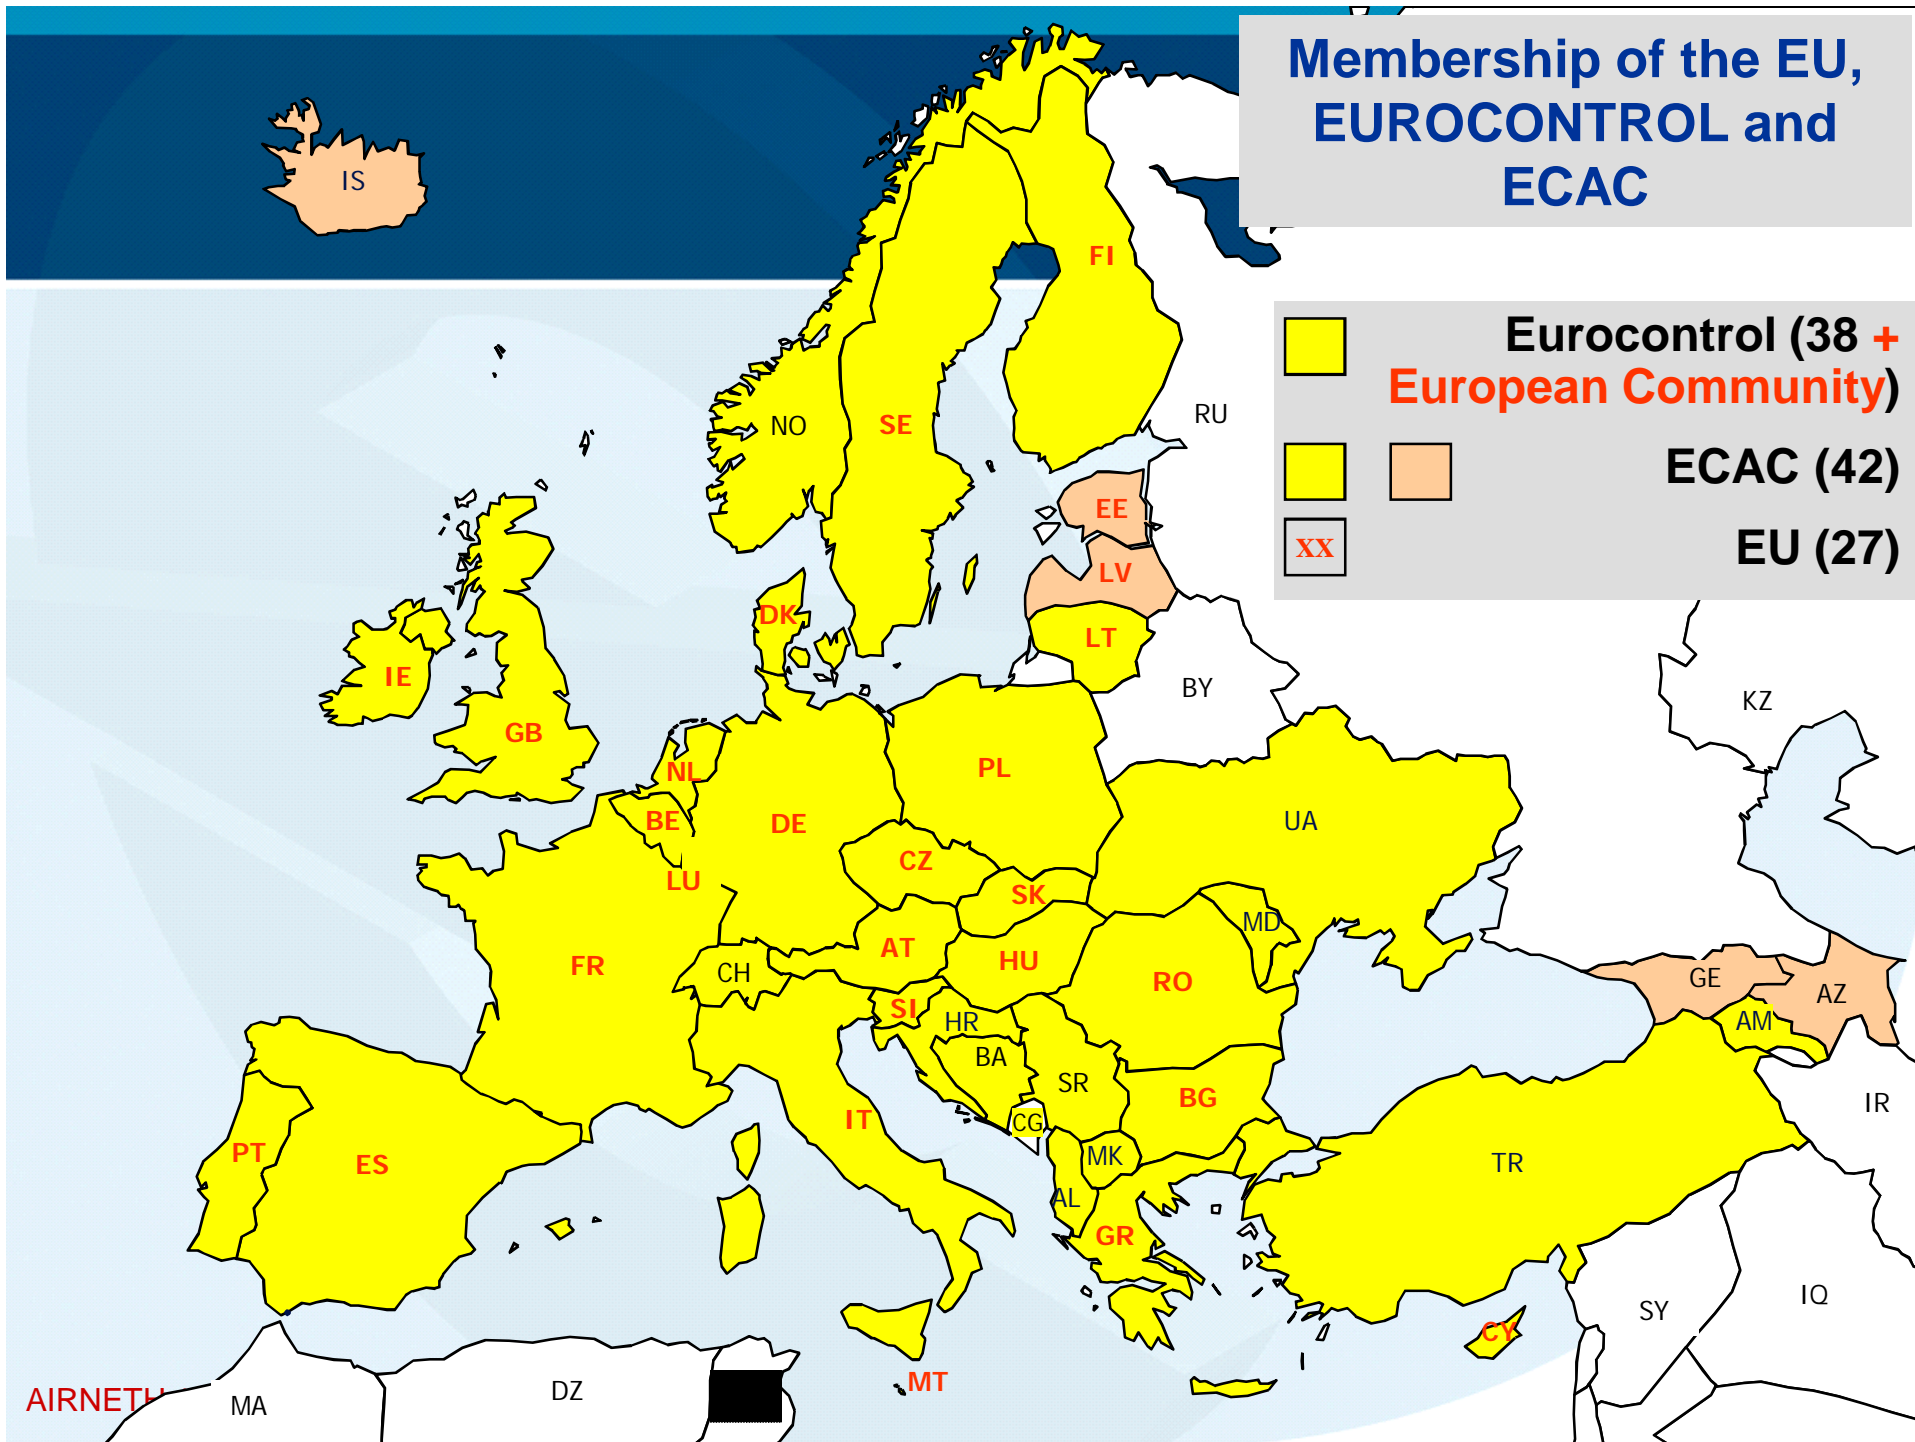 Membership of the EU,
EUROCONTROL and
ECAC
IS
FI
Eurocontrol (38 +
European Community)
RU
NO
SE
ECAC (42)
EE
XX
EU (27)
LV
DK
LT
IE
BY
KZ
GB
NL
PL
BE
DE
UA
CZ
LU
SK
MD
AT
FR
CH
HU
RO
GE
AZ
SI
HR
AM
BA
SR
BG
IR
CG
IT
PT
ES
MK
TR
AL
GR
SY
IQ
CY
MT
DZ
AIRNETH
MA